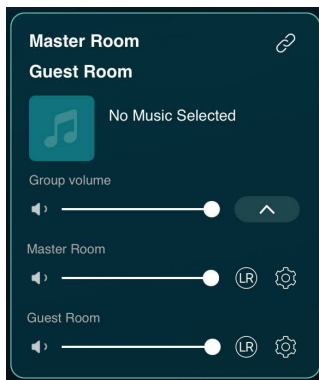 Master Room
Guest Room
No Music Selected
Group volume
Master Room
LR
Guest Room
LR